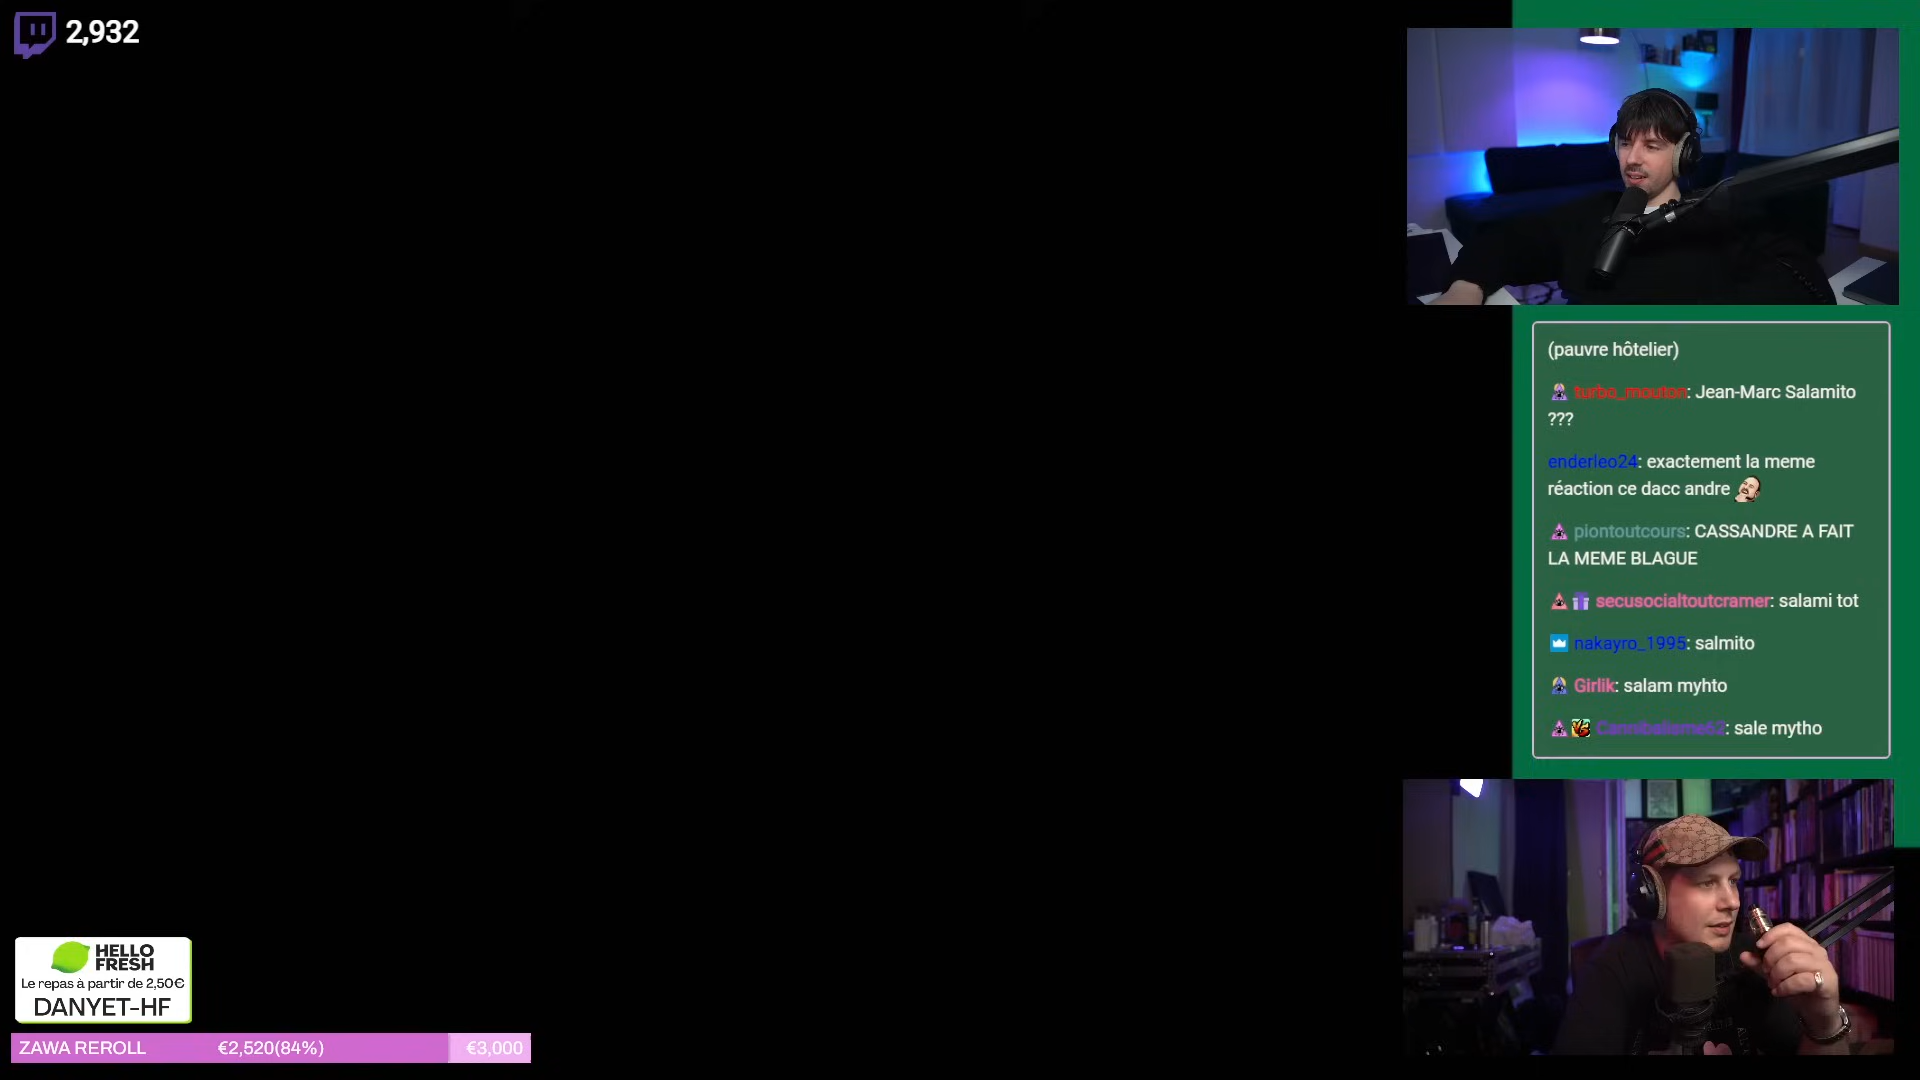 2,932
(pauvre hôtelier)
turbo_mouton: Jean-Marc Salamito
???
enderleo24: exactement la meme
réaction ce dacc andre
piontoutcours: CASSANDRE A FAIT
LA MEME BLAGUE
secusocialtoutcramer: salami tot
nakayro_1995: salmito
Girlik: salam myhto
Cannibalisme62: sale mytho
HELLO
FRESH
Le repas à partir de 2,50€
DANYET-HF
ZAWA REROLL €2,520(84%) €3,000